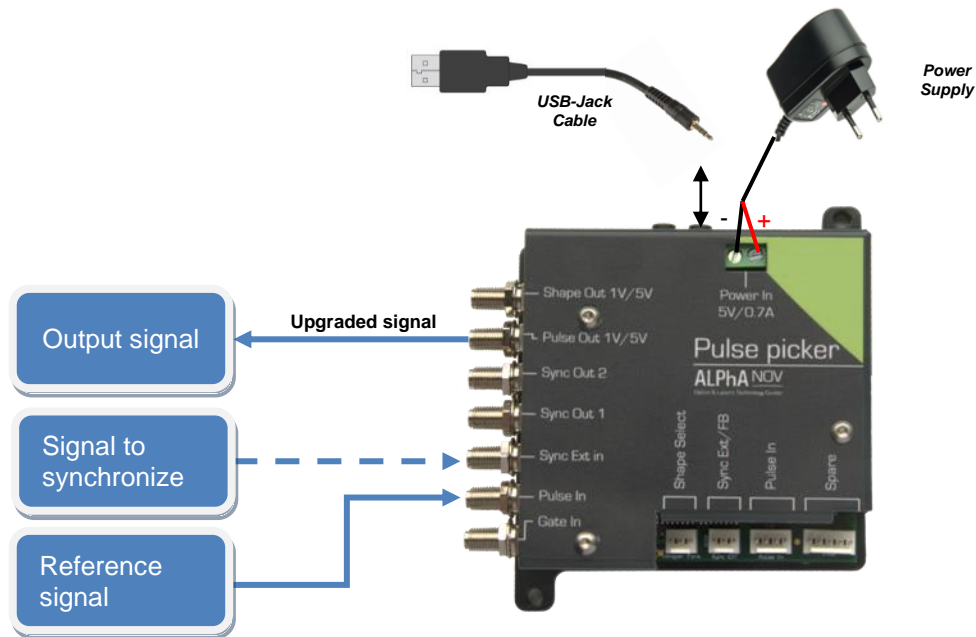 USB-Jack
Cable
Power
Supply
-
+
Output signal
Upgraded signal
Signal to
synchronize
Reference
signal
Shape Out 1V/5V
Pulse Out 1V/5V
Sync Out 2
Sync Out 1
Sync Ext in
Pulse In
Gate In
Power In
5V/0.7A
Pulse picker
ALPhA NOV
Shape Select
Sync Ext/FB
Pulse In
Spare